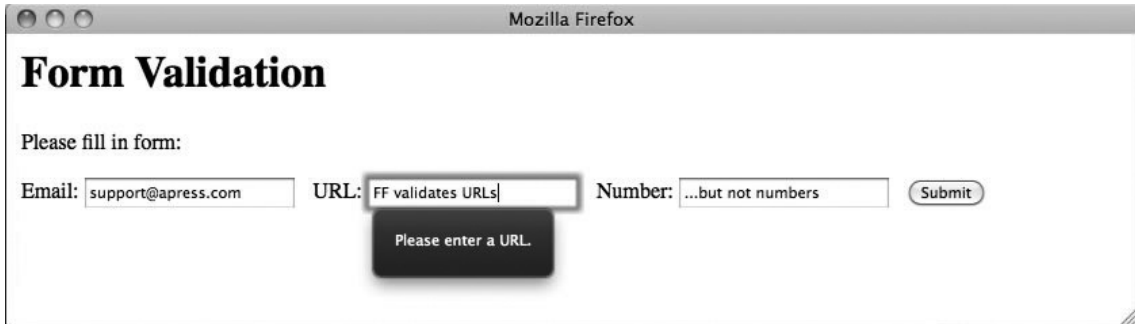 Mozilla Firefox
Form Validation
Please fill in form:
Email: support@apress.com URL: FF validates URLs Number: ...but not numbers Submit
Please enter a URL.